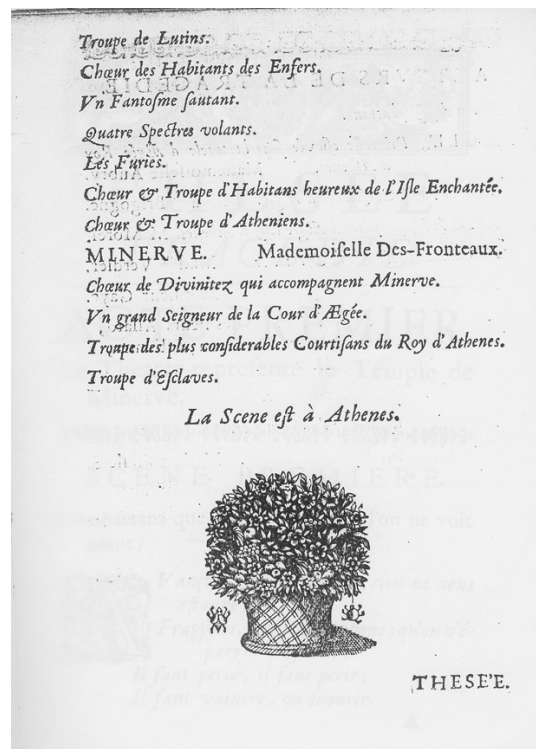 Troupe de Lutins.
Chœur des Habitants des Enfers.
Vn Fantoſme ſautant.
Quatre Spectres volants.
Les Furies.
Chœur & Troupe d'Habitans heureux de l'Iſle Enchantée.
Chœur & Troupe d'Atheniens.
MINERVE. Mademoiſelle Des-Fronteaux.
Chœur de Divinitez qui accompagnent Minerve.
Vn grand Seigneur de la Cour d'Ægée.
Troupe des plus conſiderables Courtiſans du Roy d'Athenes.
Troupe d'Eſclaves.
La Scene eſt à Athenes.
THESE'E.